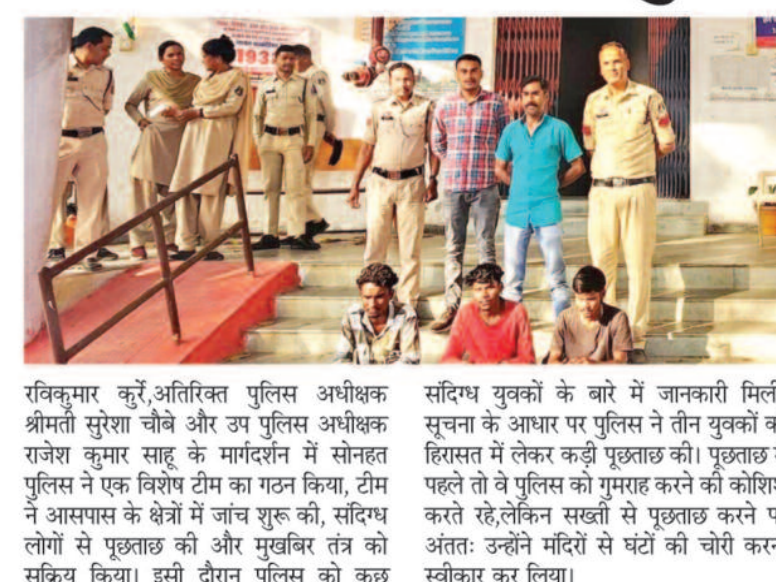 1933
रविकुमार कुर्रे,अतिरिक्त पुलिस अधीक्षक
श्रीमती सुरेशा चौबे और उप पुलिस अधीक्षक
राजेश कुमार साहू के मार्गदर्शन में सोनहत
पुलिस ने एक विशेष टीम का गठन किया, टीम
ने आसपास के क्षेत्रों में जांच शुरू की, संदिग्ध
लोगों से पूछताछ की और मुखबिर तंत्र को
सक्रिय किया। इसी दौरान पुलिस को कुछ
संदिग्ध युवकों के बारे में जानकारी मिली
सूचना के आधार पर पुलिस ने तीन युवकों
हिरासत में लेकर कड़ी पूछताछ की। पूछताछ
पहले तो वे पुलिस को गुमराह करने की
करते रहे,लेकिन सख्ती से पूछताछ करने
अंततः उन्होंने मंदिरों से घंटों की चोरी
स्वीकार कर लिया।